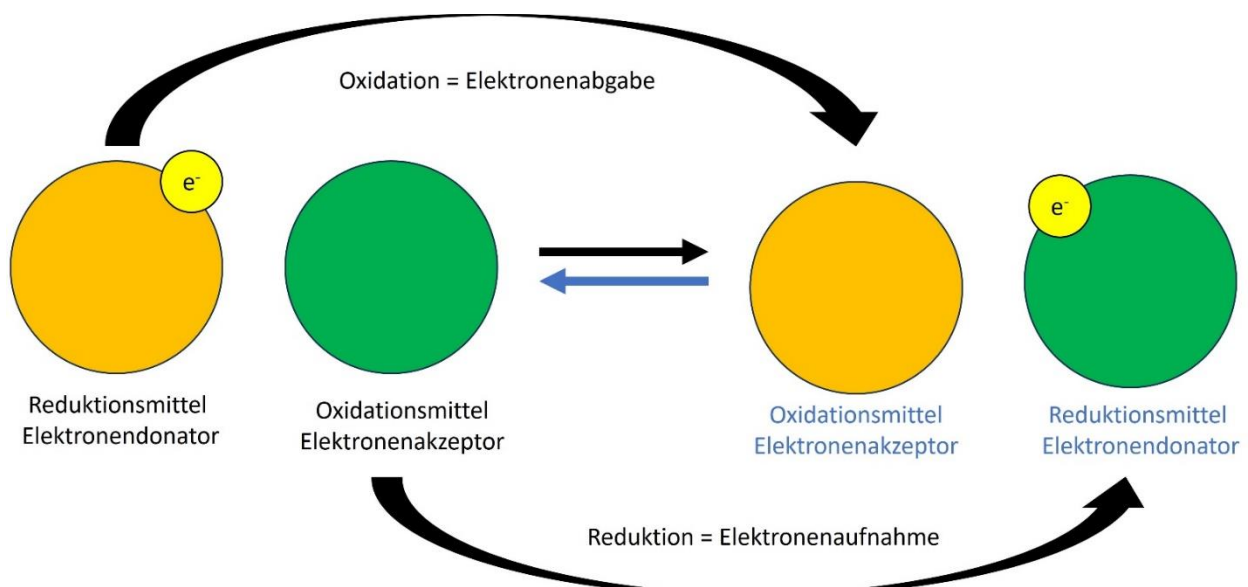 Oxidation = Elektronenabgabe
e-
e-
Reduktionsmittel
Elektronendonator
Oxidationsmittel
Elektronenakzeptor
Oxidationsmittel
Elektronenakzeptor
Reduktionsmittel
Elektronendonator
Reduktion = Elektronenaufnahme